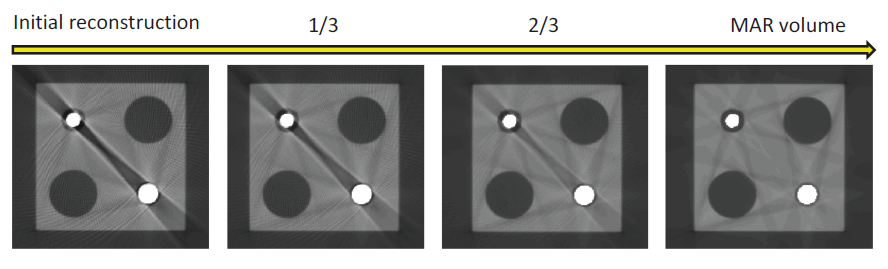 Initial reconstruction
1/3
2/3
MAR volume